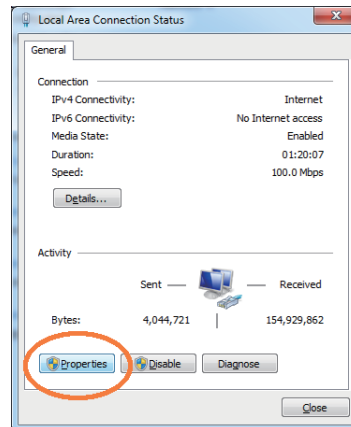 Local Area Connection Status
General
Connection
IPv4 Connectivity: Internet
IPv6 Connectivity: No Internet access
Media State: Enabled
Duration: 01:20:07
Speed: 100.0 Mbps
Details...
Activity
Sent — — Received
Bytes: 4,044,721 | 154,929,862
Properties Disable Diagnose
Close